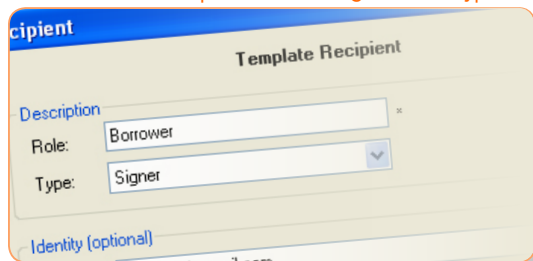 cipient
Template Recipient
Description
Role: Borrower ×
Type: Signer
Identity (optional)